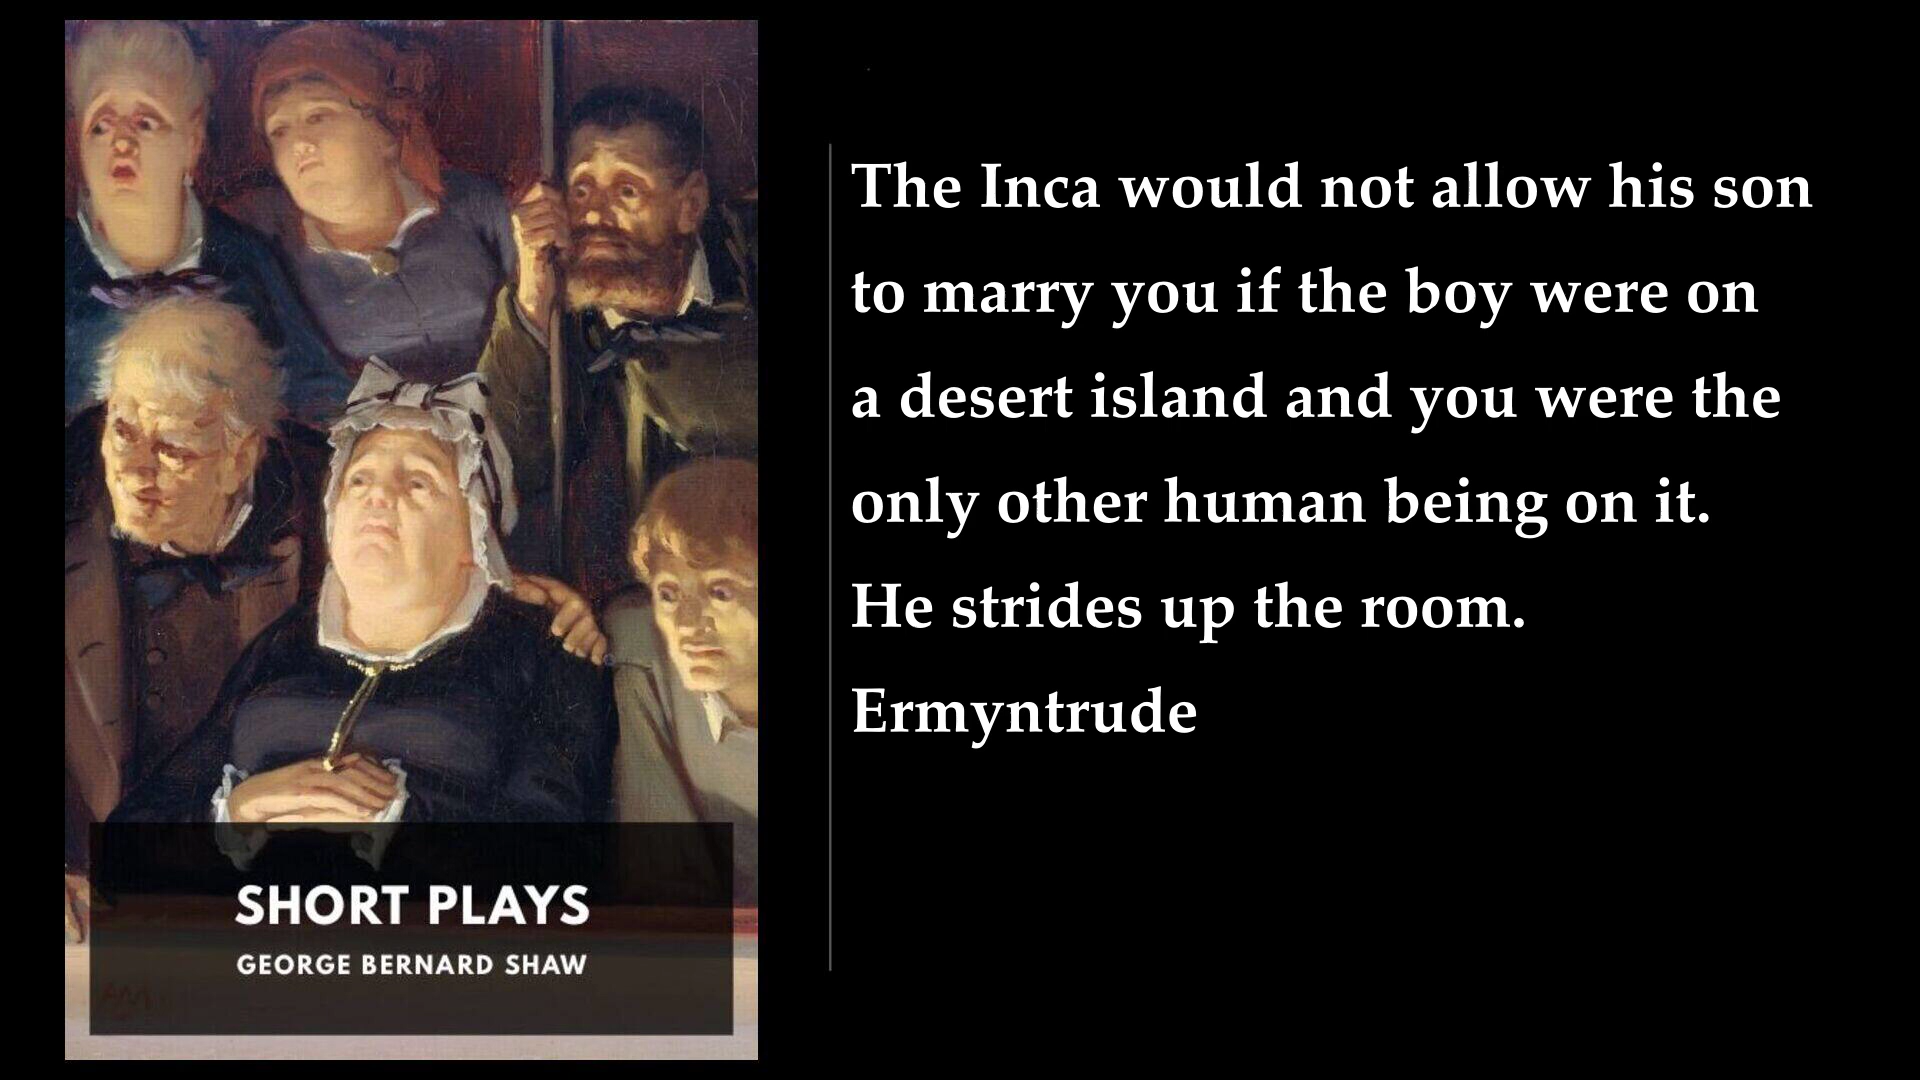 The Inca would not allow his son
to marry you if the boy were on
a desert island and you were the
only other human being on it.
He strides up the room.
Ermyntrude
SHORT PLAYS
GEORGE BERNARD SHAW